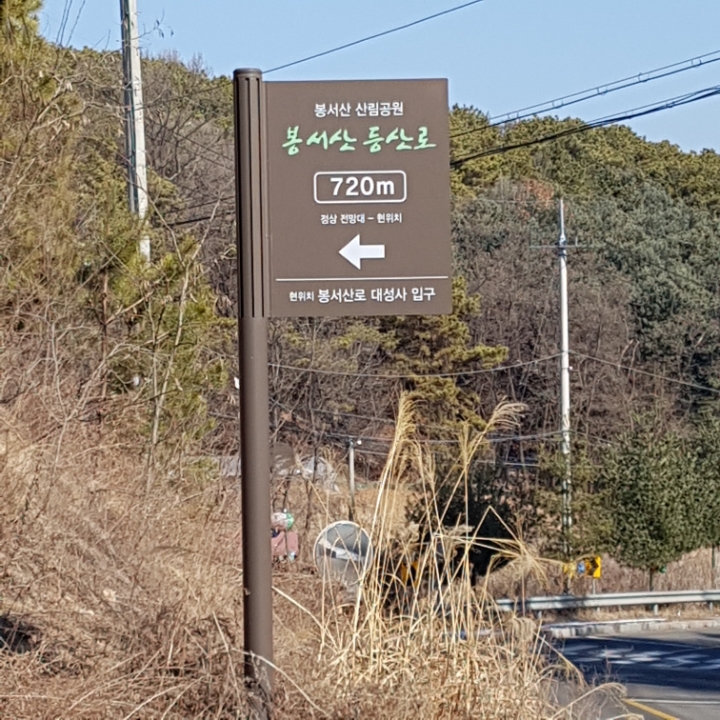 봉서산 산림공원
봉서산 등산로
720m
정상 전망대 - 현위치
현위치 봉서산로 대성사 입구